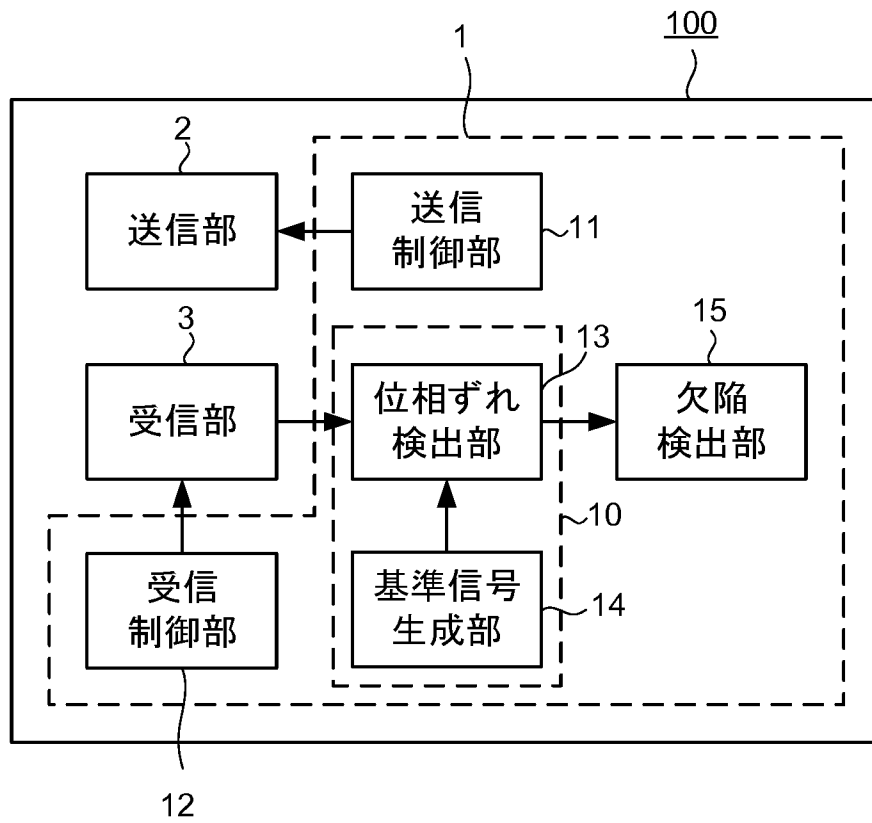 100
1
2
送信部
送信
制御部
11
3
受信部
13
位相ずれ
検出部
15
欠陥
検出部
10
受信
制御部
基準信号
生成部
14
12